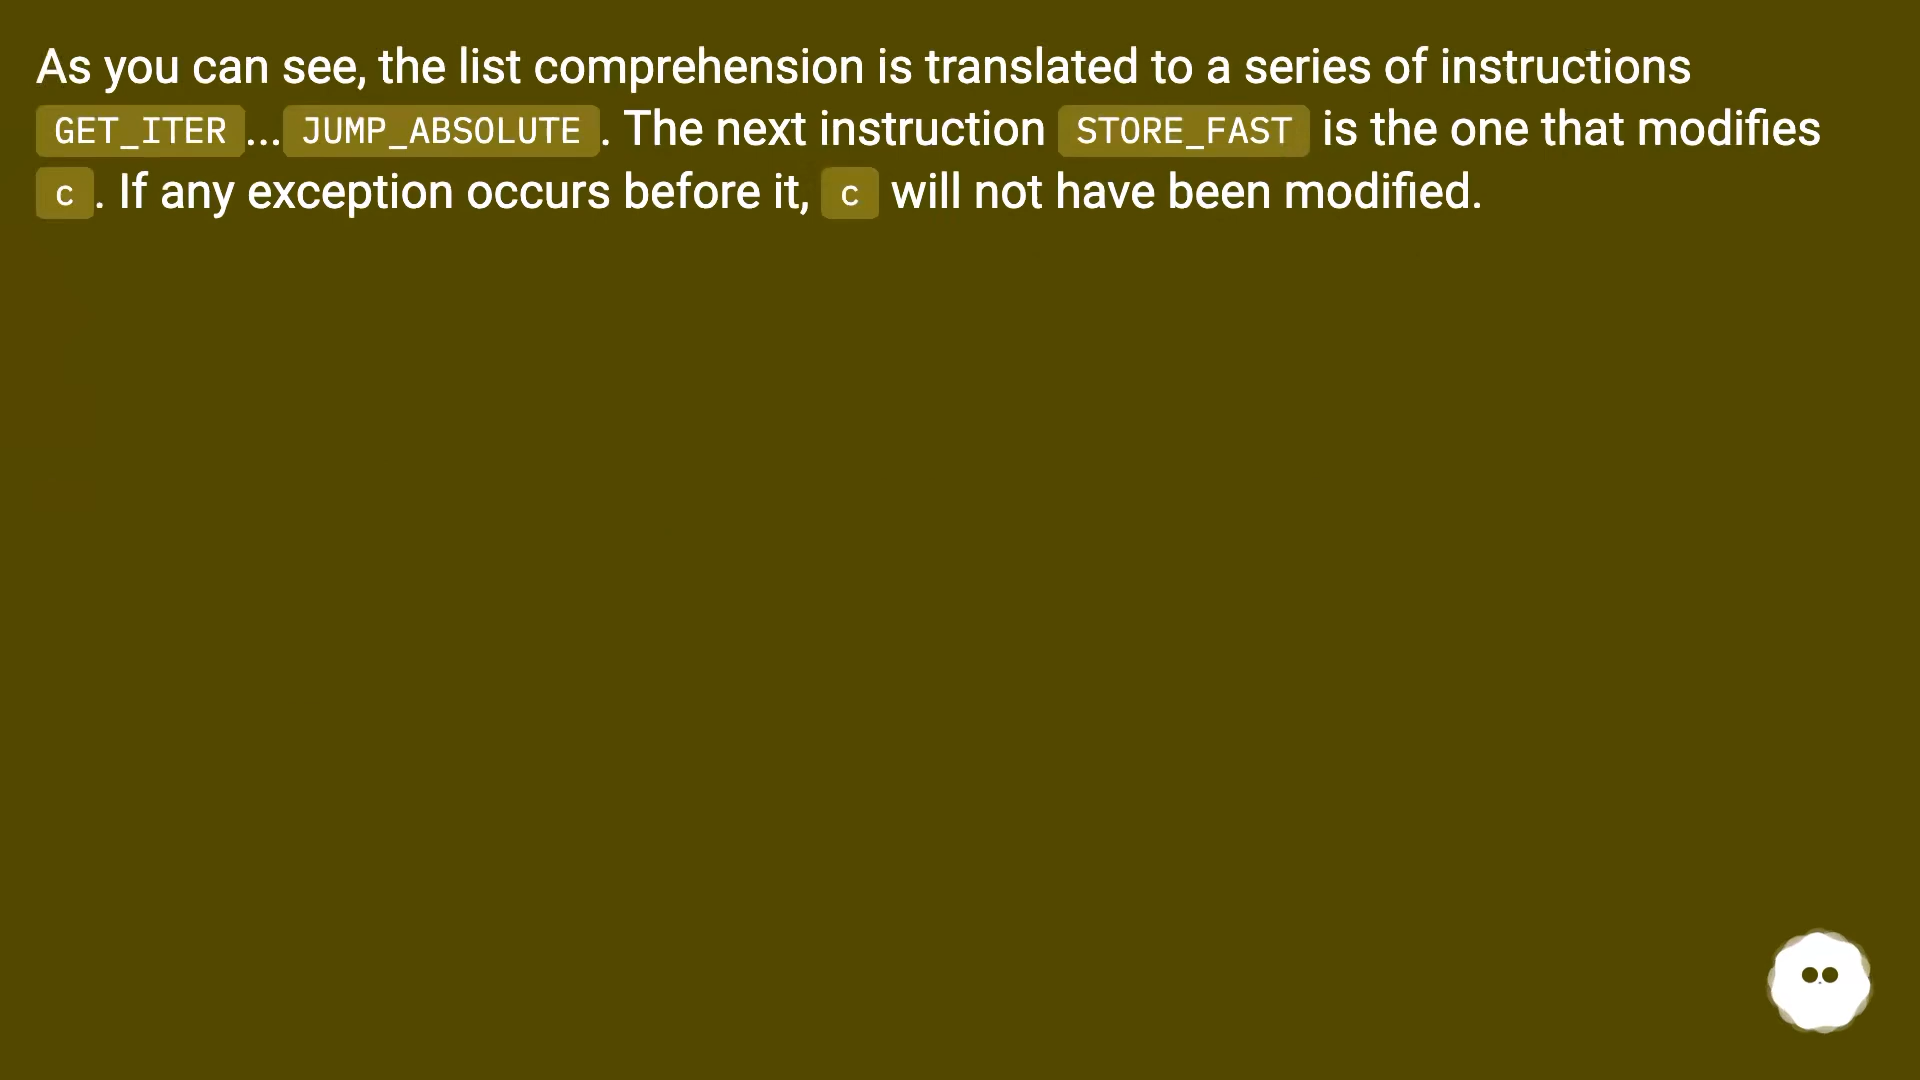 As you can see, the list comprehension is translated to a series of instructions
GET_ITER...JUMP_ABSOLUTE. The next instruction STORE_FAST is the one that modifies
c. If any exception occurs before it, c will not have been modified.